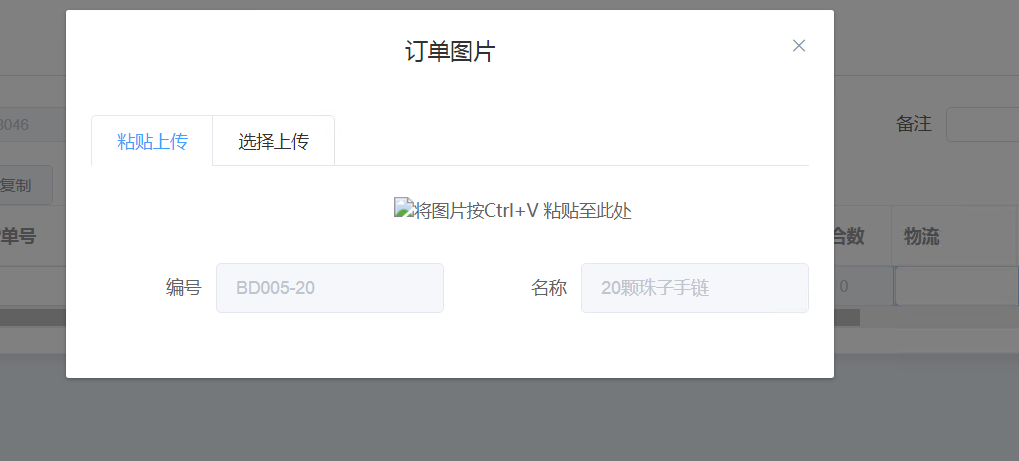 订单图片
3046
备注
粘贴上传
选择上传
复制
将图片按Ctrl+V 粘贴至此处
单号
合数
物流
编号
BD005-20
名称
20颗珠子手链
0